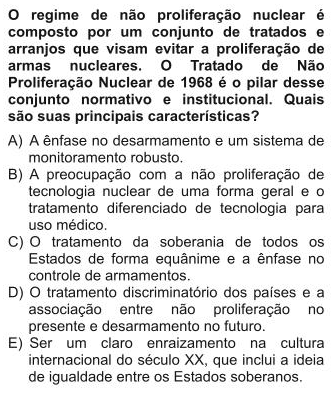 O regime de não proliferação nuclear é
composto por um conjunto de tratados e
arranjos que visam evitar a proliferação de
armas nucleares. O Tratado de Não
Proliferação Nuclear de 1968 é o pilar desse
conjunto normativo e institucional. Quais
são suas principais características?
A) A ênfase no desarmamento e um sistema de
monitoramento robusto.
B) A preocupação com a não proliferação de
tecnologia nuclear de uma forma geral e o
tratamento diferenciado de tecnologia para
uso médico.
C) O tratamento da soberania de todos os
Estados de forma equânime e a ênfase no
controle de armamentos.
D) O tratamento discriminatório dos países e a
associação entre não proliferação no
presente e desarmamento no futuro.
E) Ser um claro enraizamento na cultura
internacional do século XX, que inclui a ideia
de igualdade entre os Estados soberanos.